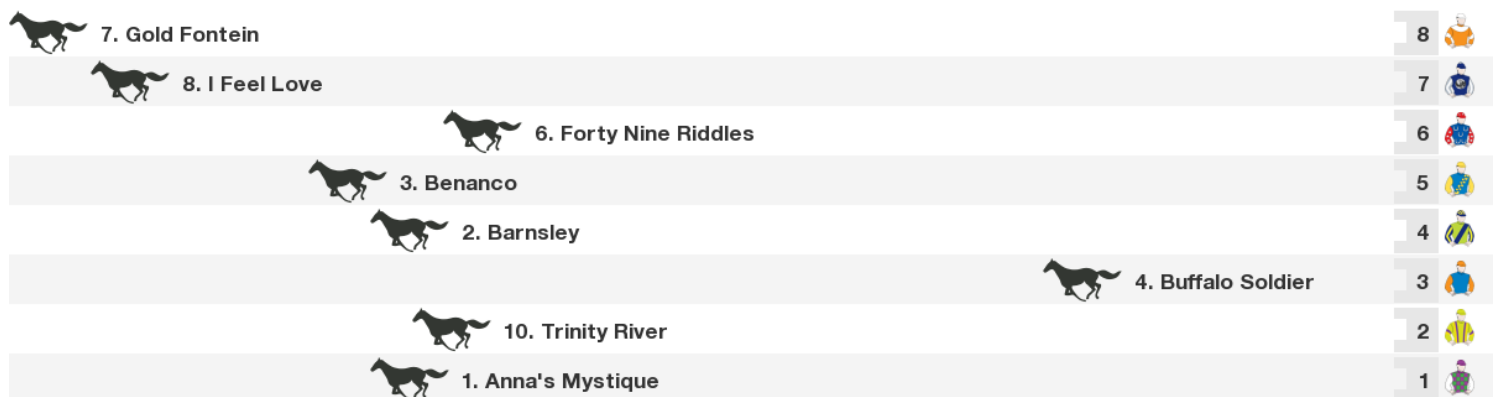 7. Gold Fontein 8
8. I Feel Love 7
6. Forty Nine Riddles 6
3. Benanco 5
2. Barnsley 4
4. Buffalo Soldier 3
10. Trinity River 2
1. Anna's Mystique 1